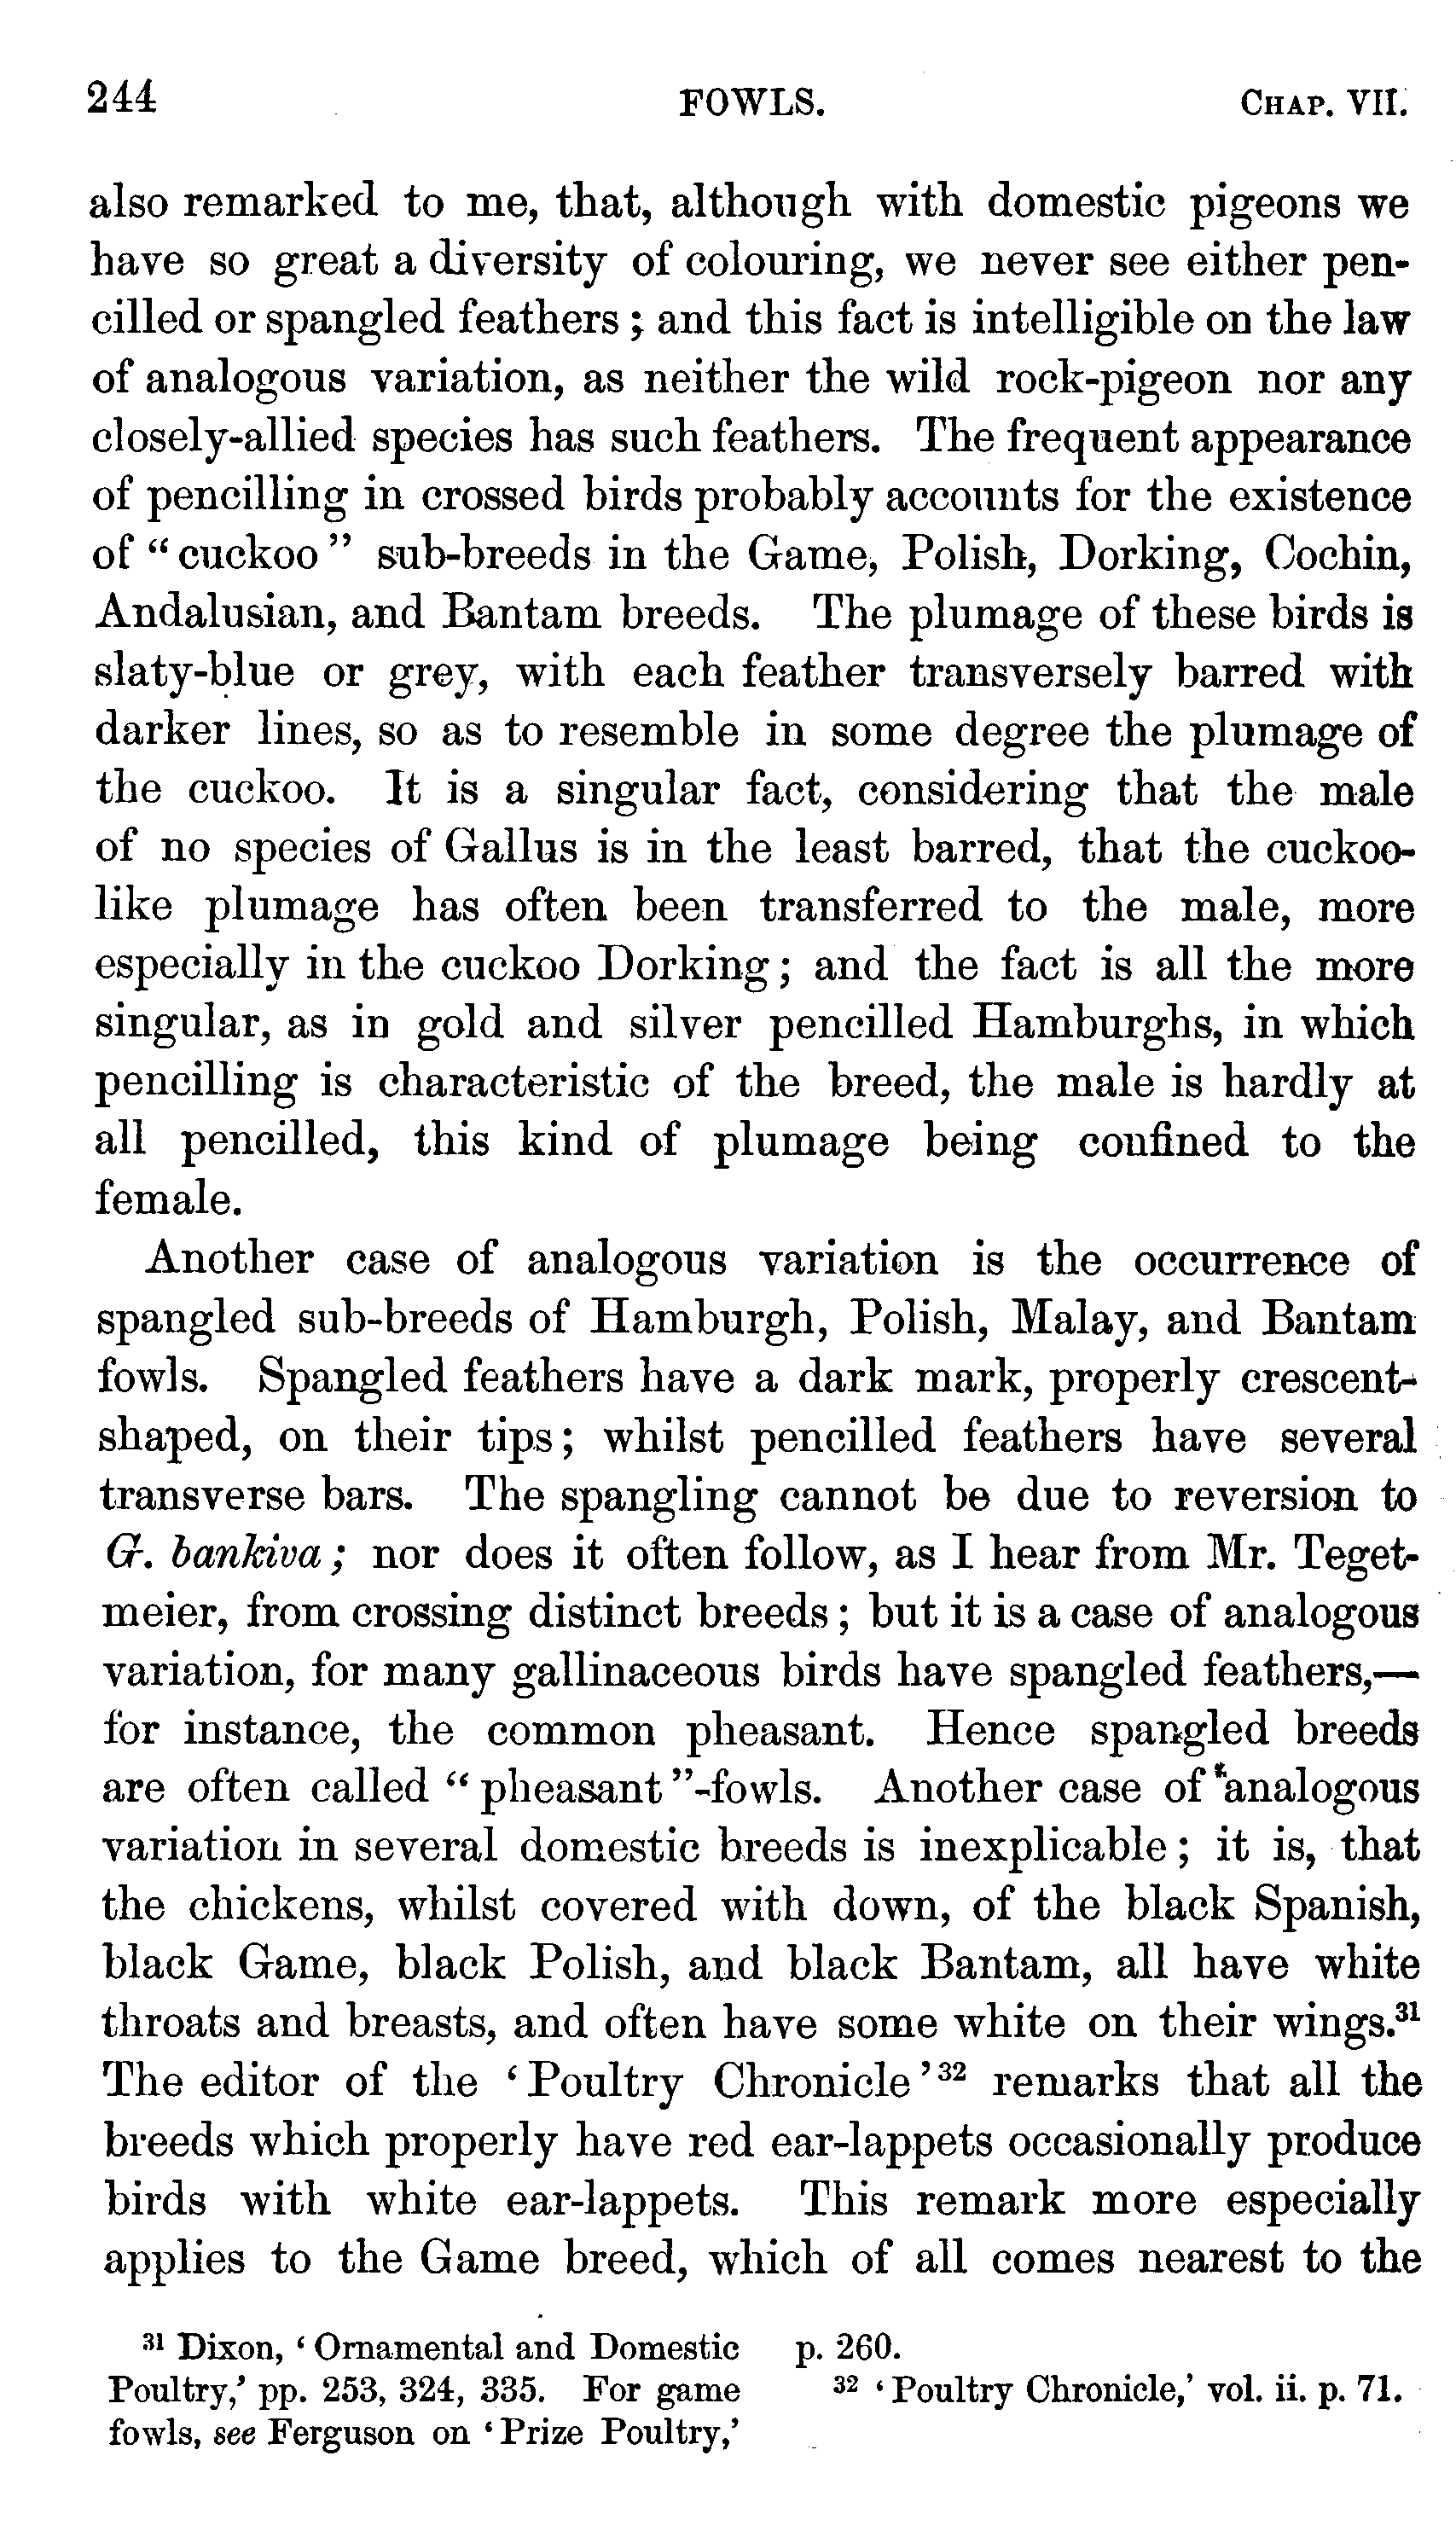 244 FOWLS. CHAP. VII.
also remarked to me, that, although with domestic pigeons we
have so great a diversity of colouring, we never see either pen-
cilled or spangled feathers; and this fact is intelligible on the law
of analogous variation, as neither the wild rock-pigeon nor any
closely-allied species has such feathers. The frequent appearance
of pencilling in crossed birds probably accounts for the existence
of “cuckoo” sub-breeds in the Game, Polish, Dorking, Cochin,
Andalusian, and Bantam breeds. The plumage of these birds is
slaty-blue or grey, with each feather transversely barred with
darker lines, so as to resemble in some degree the plumage of
the cuckoo. It is a singular fact, considering that the male
of no species of Gallus is in the least barred, that the cuckoo-
like plumage has often been transferred to the male, more
especially in the cuckoo Dorking; and the fact is all the more
singular, as in gold and silver pencilled Hamburghs, in which
pencilling is characteristic of the breed, the male is hardly at
all pencilled, this kind of plumage being confined to the
female.
Another case of analogous variation is the occurrence of
spangled sub-breeds of Hamburgh, Polish, Malay, and Bantam
fowls. Spangled feathers have a dark mark, properly crescent-
shaped, on their tips; whilst pencilled feathers have several
transverse bars. The spangling cannot be due to reversion to
G. bankiva; nor does it often follow, as I hear from Mr. Teget-
meier, from crossing distinct breeds; but it is a case of analogous
variation, for many gallinaceous birds have spangled feathers,—
for instance, the common pheasant. Hence spangled breeds
are often called “pheasant”-fowls. Another case of analogous
variation in several domestic breeds is inexplicable; it is, that
the chickens, whilst covered with down, of the black Spanish,
black Game, black Polish, and black Bantam, all have white
throats and breasts, and often have some white on their wings.³¹
The editor of the ‘Poultry Chronicle’³² remarks that all the
breeds which properly have red ear-lappets occasionally produce
birds with white ear-lappets. This remark more especially
applies to the Game breed, which of all comes nearest to the
³¹ Dixon, ‘Ornamental and Domestic
Poultry,’ pp. 253, 324, 335. For game
fowls, see Ferguson on ‘Prize Poultry,’
p. 260.
³² ‘Poultry Chronicle,’ vol. ii. p. 71.